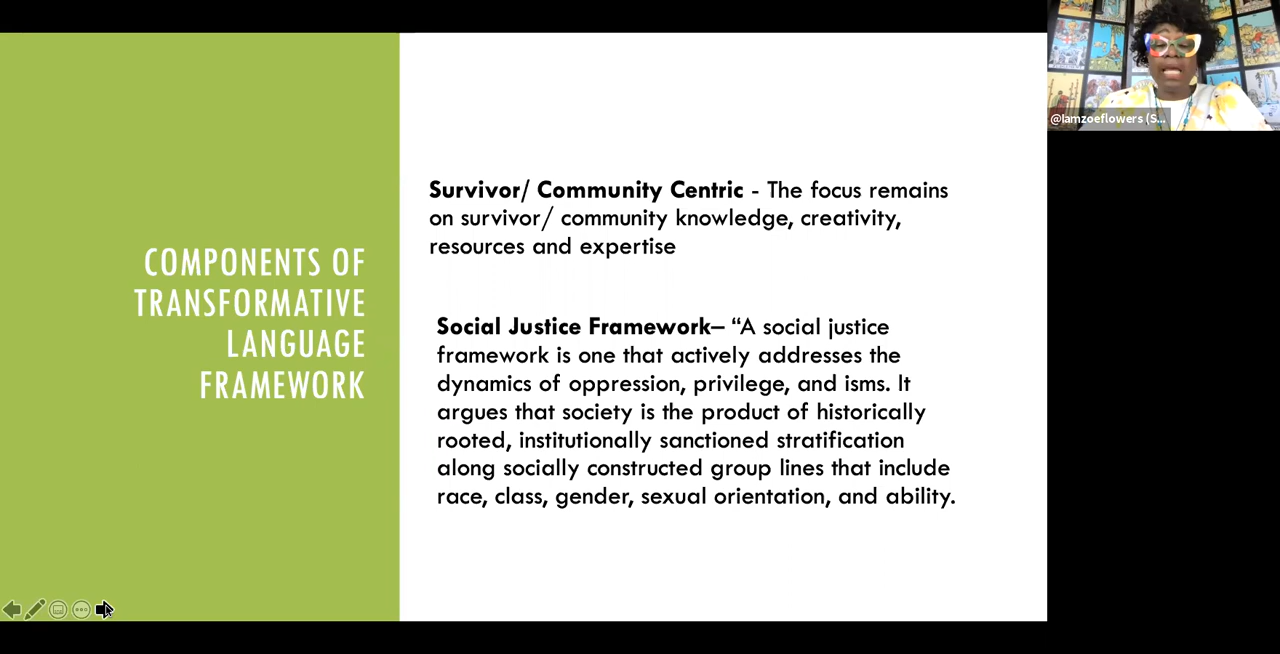 COMPONENTS OF
TRANSFORMATIVE
LANGUAGE
FRAMEWORK
Survivor/ Community Centric - The focus remains
on survivor/ community knowledge, creativity,
resources and expertise
Social Justice Framework– “A social justice
framework is one that actively addresses the
dynamics of oppression, privilege, and isms. It
argues that society is the product of historically
rooted, institutionally sanctioned stratification
along socially constructed group lines that include
race, class, gender, sexual orientation, and ability.
@Iamzoeflowers (S...